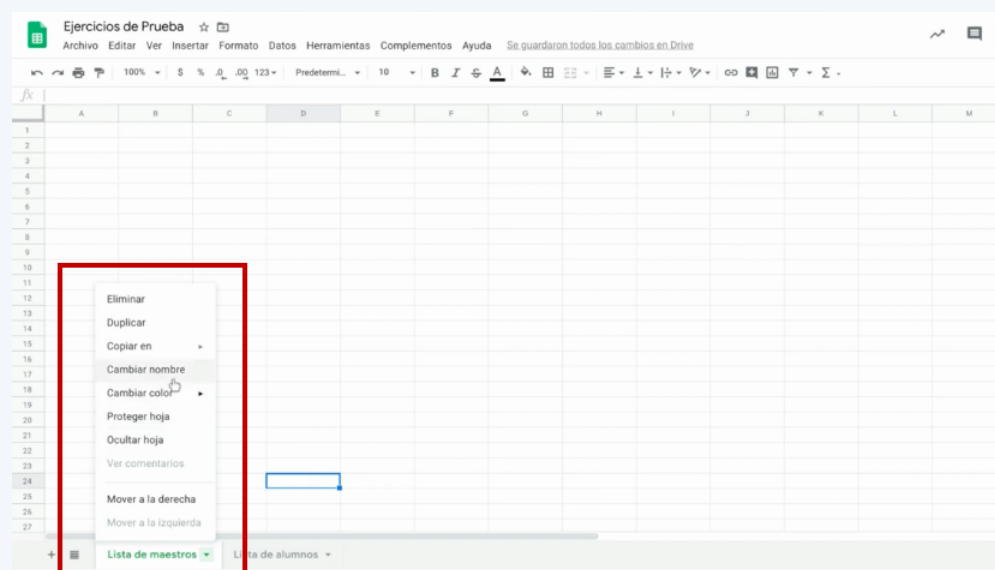 Ejercicios de Prueba
Archivo Editar Ver Insertar Formato Datos Herramientas Complementos Ayuda Se guardaron todos los cambios en Drive
100% $ % .0 .00 123 Predetermi... 10 B I S A
fx
A B C D E F G H I J K L M
1
2
3
4
5
6
7
8
9
10
11
12
13
14
15
16
17
18
19
20
21
22
23
24
25
26
27
Eliminar
Duplicar
Copiar en
Cambiar nombre
Cambiar color
Proteger hoja
Ocultar hoja
Ver comentarios
Mover a la derecha
Mover a la izquierda
Lista de maestros Lista de alumnos